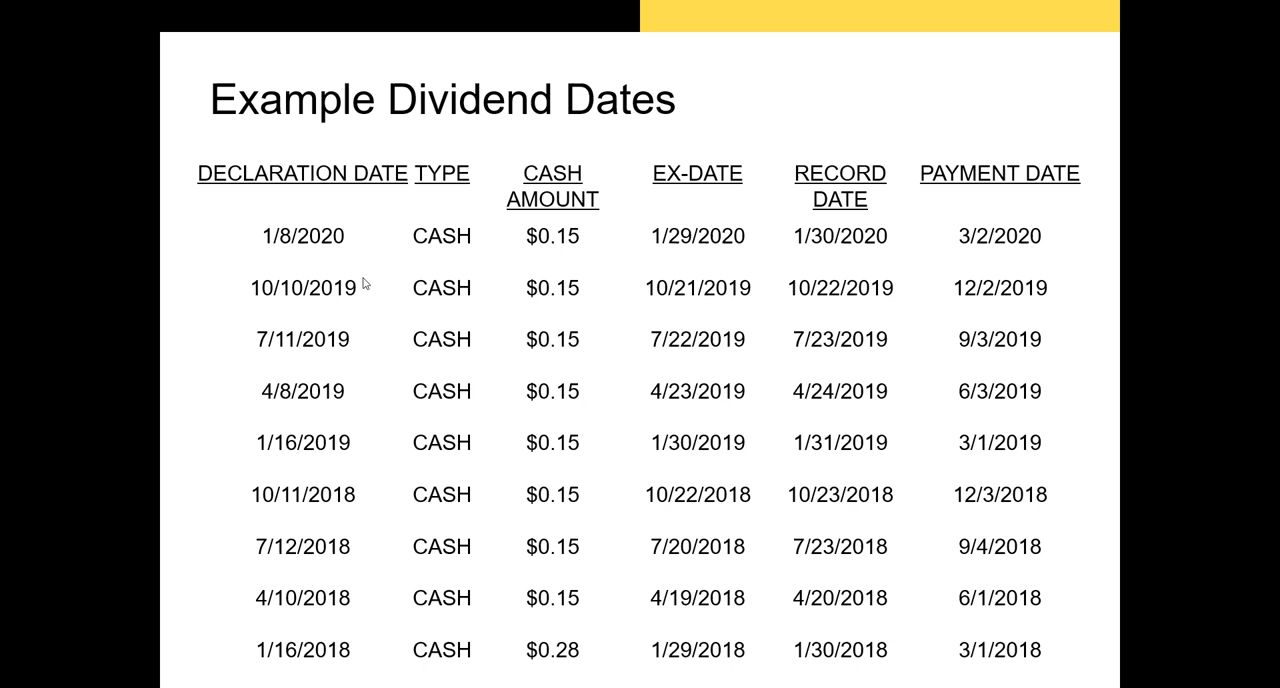 Example Dividend Dates
DECLARATION DATE TYPE CASH AMOUNT EX-DATE RECORD DATE PAYMENT DATE
1/8/2020 CASH $0.15 1/29/2020 1/30/2020 3/2/2020
10/10/2019 CASH $0.15 10/21/2019 10/22/2019 12/2/2019
7/11/2019 CASH $0.15 7/22/2019 7/23/2019 9/3/2019
4/8/2019 CASH $0.15 4/23/2019 4/24/2019 6/3/2019
1/16/2019 CASH $0.15 1/30/2019 1/31/2019 3/1/2019
10/11/2018 CASH $0.15 10/22/2018 10/23/2018 12/3/2018
7/12/2018 CASH $0.15 7/20/2018 7/23/2018 9/4/2018
4/10/2018 CASH $0.15 4/19/2018 4/20/2018 6/1/2018
1/16/2018 CASH $0.28 1/29/2018 1/30/2018 3/1/2018